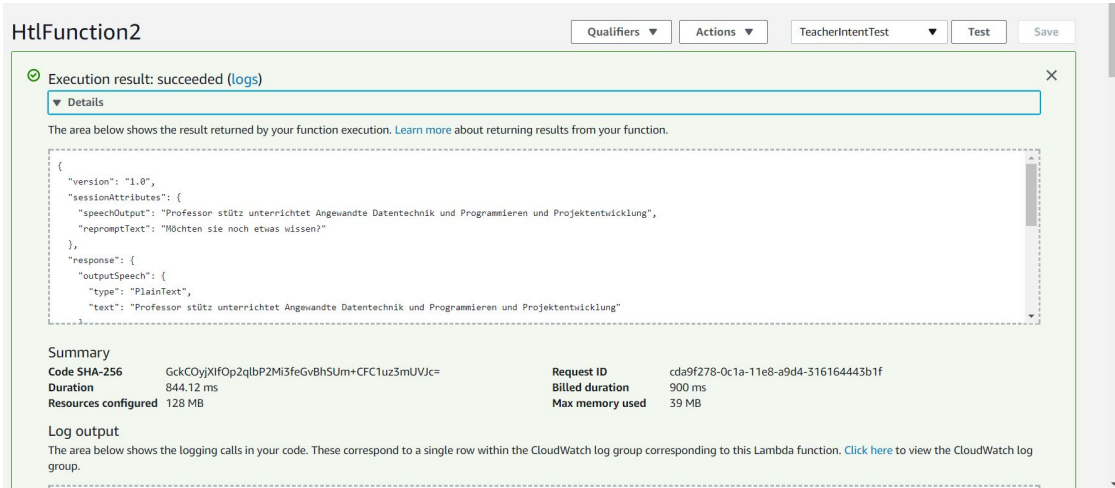 HtlFunction2
Qualifiers ▼ Actions ▼ TeacherIntentTest ▼ Test Save
Execution result: succeeded (logs)
▼ Details
The area below shows the result returned by your function execution. Learn more about returning results from your function.
{
"version": "1.0",
"sessionAttributes": {
"speechOutput": "Professor stütz unterrichtet Angewandte Datentechnik und Programmieren und Projektentwicklung",
"repromptText": "Möchten sie noch etwas wissen?"
},
"response": {
"outputSpeech": {
"type": "PlainText",
"text": "Professor stütz unterrichtet Angewandte Datentechnik und Programmieren und Projektentwicklung"
}
Summary
Code SHA-256 GckCOyjXIfOp2qlbP2Mi3feGvBhSUm+CFC1uz3mUVJc= Request ID cda9f278-0c1a-11e8-a9d4-316164443b1f
Duration 844.12 ms Billed duration 900 ms
Resources configured 128 MB Max memory used 39 MB
Log output
The area below shows the logging calls in your code. These correspond to a single row within the CloudWatch log group corresponding to this Lambda function. Click here to view the CloudWatch log
group.